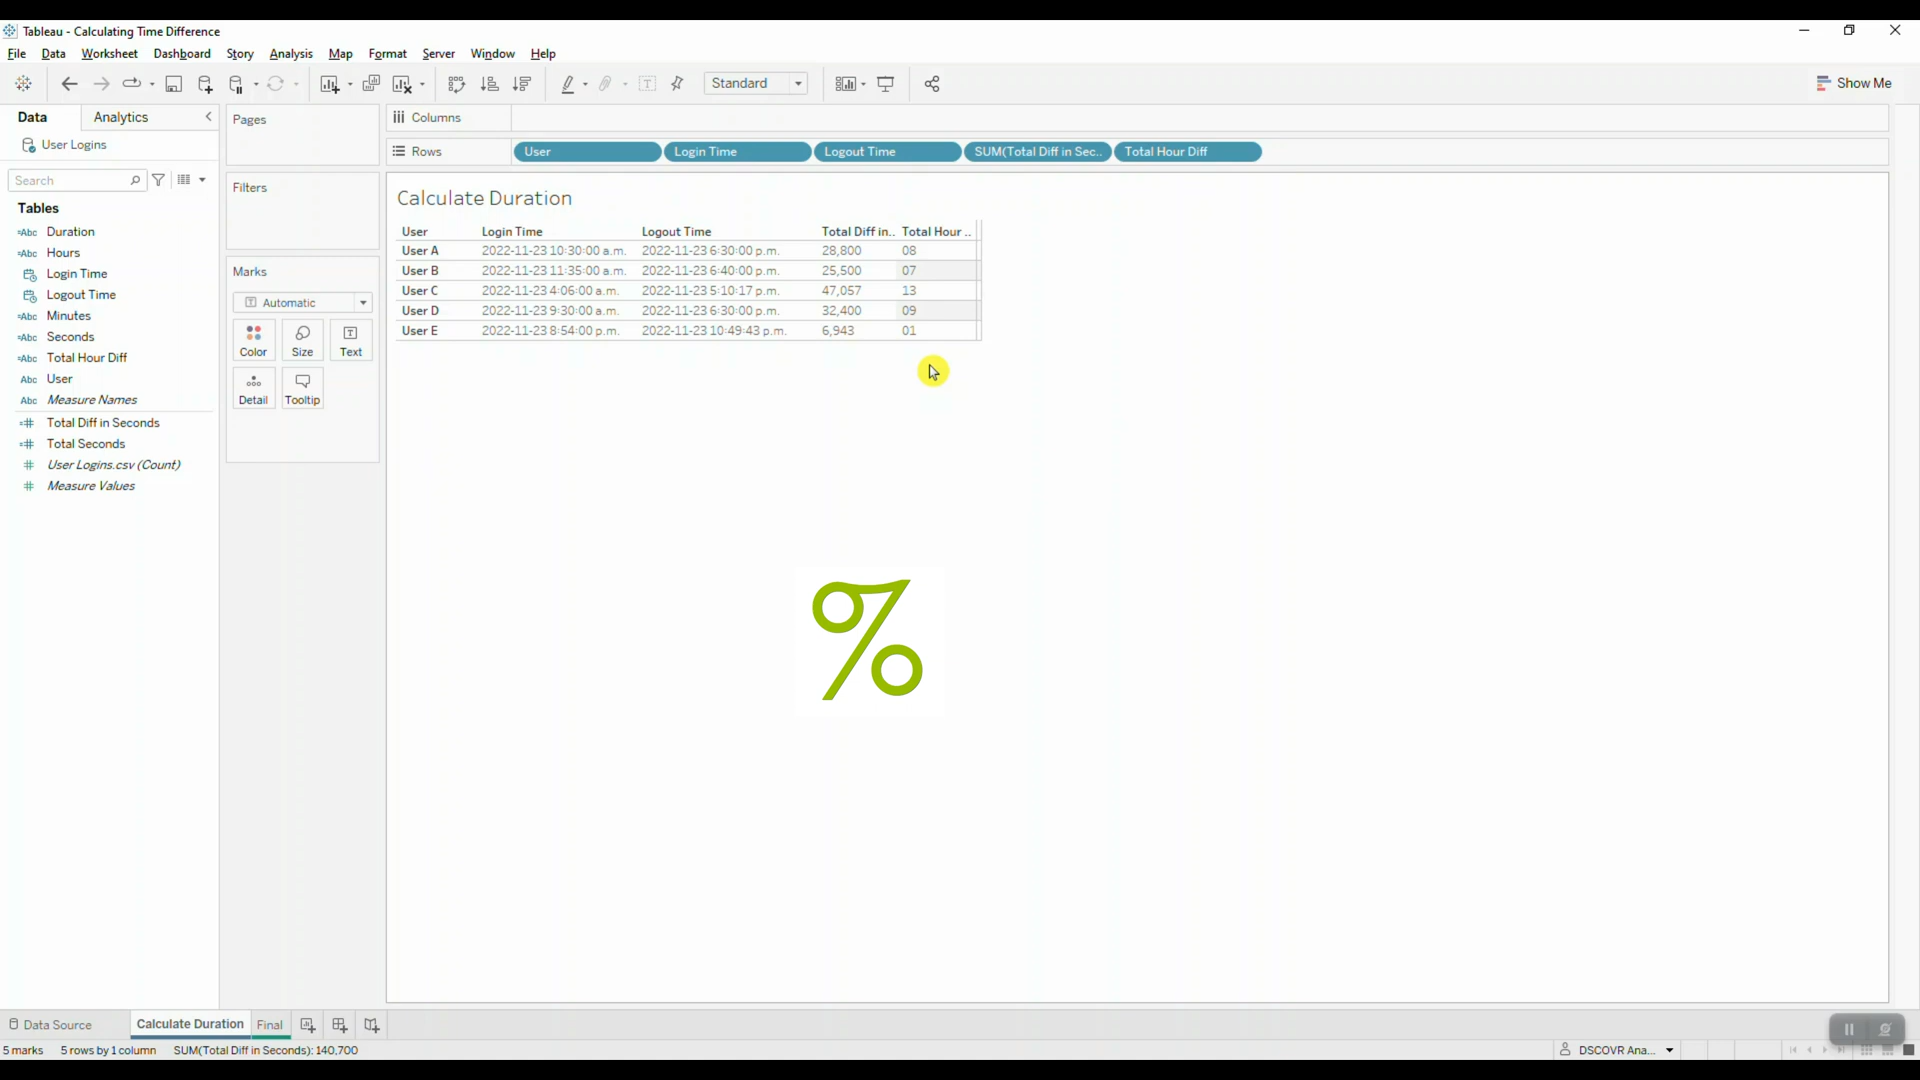 Tableau - Calculating Time Difference
File Data Worksheet Dashboard Story Analysis Map Format Server Window Help
Standard
Show Me
Data Analytics
User Logins
Search
Tables
Abc Duration
Abc Hours
Login Time
Logout Time
Abc Minutes
Abc Seconds
Abc Total Hour Diff
Abc User
Abc Measure Names
# Total Diff in Seconds
# Total Seconds
# User Logins.csv (Count)
# Measure Values
Pages
Filters
Marks
Automatic
Color Size Text
Detail Tooltip
Columns
Rows User Login Time Logout Time SUM(Total Diff in Sec.. Total Hour Diff
Calculate Duration
User Login Time Logout Time Total Diff in.. Total Hour ..
User A 2022-11-23 10:30:00 a.m. 2022-11-23 6:30:00 p.m. 28,800 08
User B 2022-11-23 11:35:00 a.m. 2022-11-23 6:40:00 p.m. 25,500 07
User C 2022-11-23 4:06:00 a.m. 2022-11-23 5:10:17 p.m. 47,057 13
User D 2022-11-23 9:30:00 a.m. 2022-11-23 6:30:00 p.m. 32,400 09
User E 2022-11-23 8:54:00 p.m. 2022-11-23 10:49:43 p.m. 6,943 01
%
Data Source Calculate Duration Final
5 marks 5 rows by 1 column SUM(Total Diff in Seconds): 140,700
DSCOVR Ana...